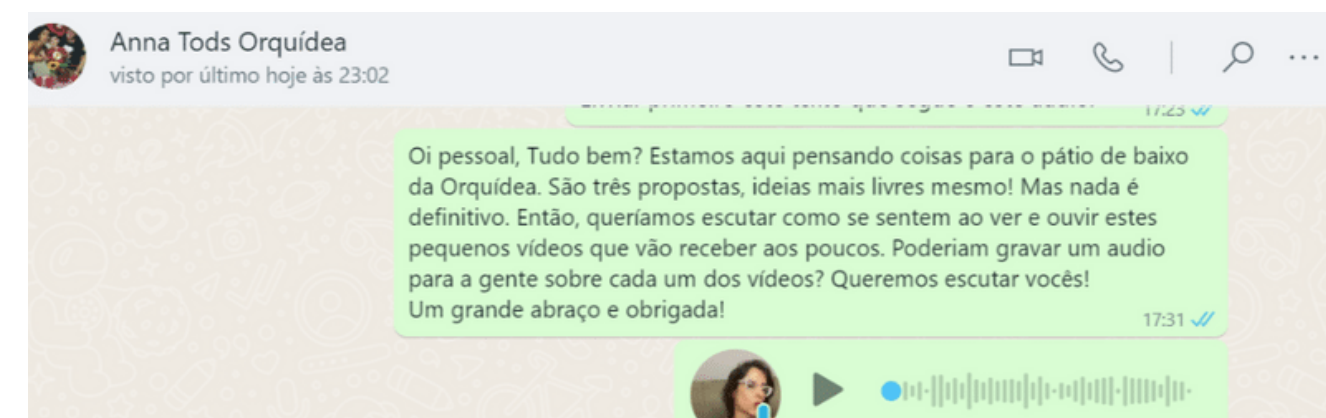 Anna Tods Orquídea
visto por último hoje às 23:02
17:23
Oi pessoal, Tudo bem? Estamos aqui pensando coisas para o pátio de baixo
da Orquídea. São três propostas, ideias mais livres mesmo! Mas nada é
definitivo. Então, queríamos escutar como se sentem ao ver e ouvir estes
pequenos vídeos que vão receber aos poucos. Poderiam gravar um audio
para a gente sobre cada um dos vídeos? Queremos escutar vocês!
Um grande abraço e obrigada!
17:31